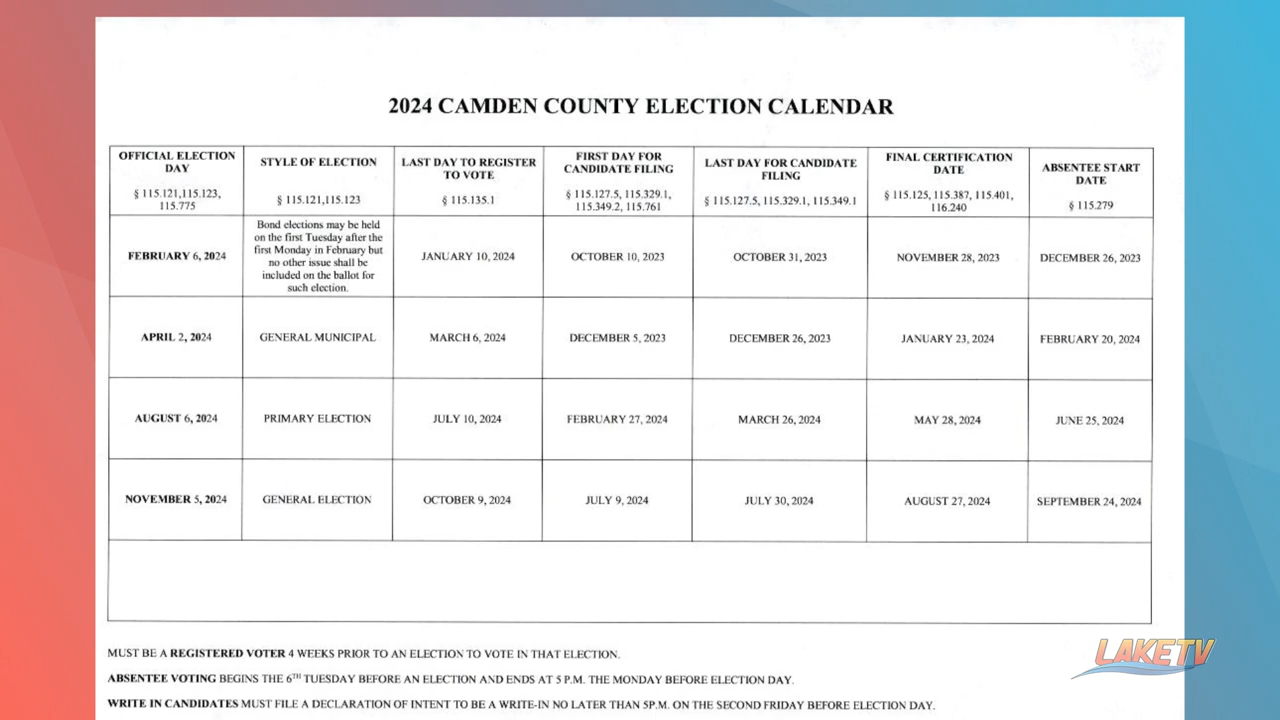 2024 CAMDEN COUNTY ELECTION CALENDAR
OFFICIAL ELECTION
DAY
§ 115.121,115.123,
115.775
STYLE OF ELECTION
§ 115.121,115.123
LAST DAY TO REGISTER
TO VOTE
§ 115.135.1
FIRST DAY FOR
CANDIDATE FILING
§ 115.127.5, 115.329.1,
115.349.2, 115.761
LAST DAY FOR CANDIDATE
FILING
§ 115.127.5, 115.329.1, 115.349.1
FINAL CERTIFICATION
DATE
§ 115.125, 115.387, 115.401,
116.240
ABSENTEE START
DATE
§ 115.279
FEBRUARY 6, 2024
Bond elections may be held
on the first Tuesday after the
first Monday in February but
no other issue shall be
included on the ballot for
such election.
JANUARY 10, 2024
OCTOBER 10, 2023
OCTOBER 31, 2023
NOVEMBER 28, 2023
DECEMBER 26, 2023
APRIL 2, 2024
GENERAL MUNICIPAL
MARCH 6, 2024
DECEMBER 5, 2023
DECEMBER 26, 2023
JANUARY 23, 2024
FEBRUARY 20, 2024
AUGUST 6, 2024
PRIMARY ELECTION
JULY 10, 2024
FEBRUARY 27, 2024
MARCH 26, 2024
MAY 28, 2024
JUNE 25, 2024
NOVEMBER 5, 2024
GENERAL ELECTION
OCTOBER 9, 2024
JULY 9, 2024
JULY 30, 2024
AUGUST 27, 2024
SEPTEMBER 24, 2024
MUST BE A REGISTERED VOTER 4 WEEKS PRIOR TO AN ELECTION TO VOTE IN THAT ELECTION.
ABSENTEE VOTING BEGINS THE 6TH TUESDAY BEFORE AN ELECTION AND ENDS AT 5 P.M. THE MONDAY BEFORE ELECTION DAY.
WRITE IN CANDIDATES MUST FILE A DECLARATION OF INTENT TO BE A WRITE-IN NO LATER THAN 5P.M. ON THE SECOND FRIDAY BEFORE ELECTION DAY.
LAKETV